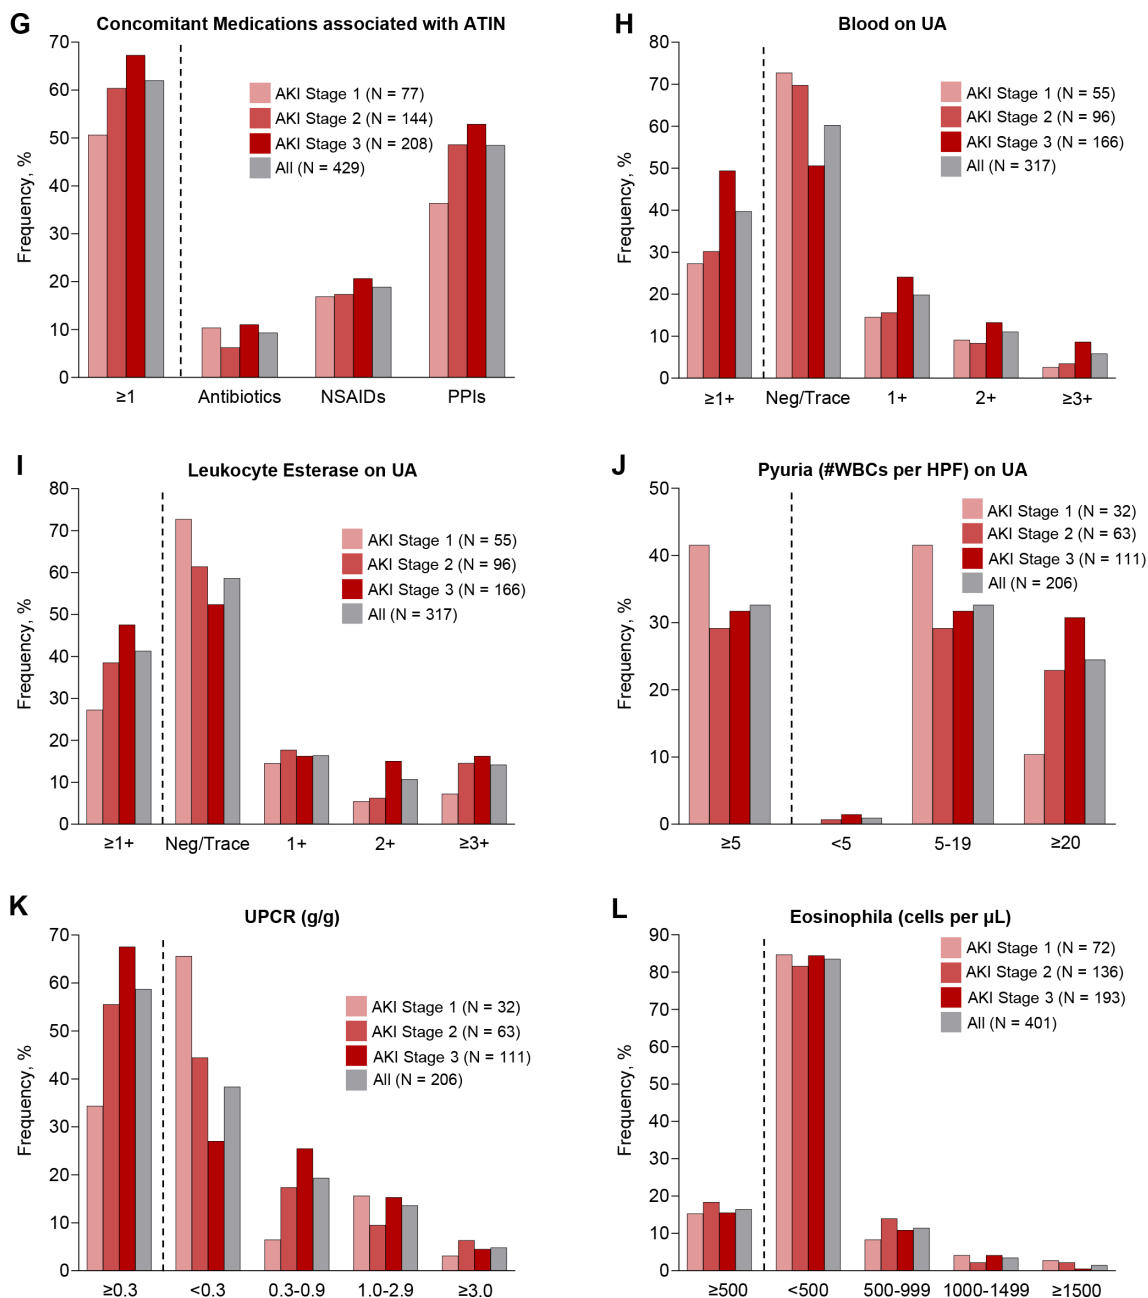 G
Concomitant Medications associated with ATIN
Frequency, %
70
60
50
40
30
20
10
0
AKI Stage 1 (N = 77)
AKI Stage 2 (N = 144)
AKI Stage 3 (N = 208)
All (N = 429)
≥1
Antibiotics
NSAIDs
PPIs
H
Blood on UA
Frequency, %
80
70
60
50
40
30
20
10
0
AKI Stage 1 (N = 55)
AKI Stage 2 (N = 96)
AKI Stage 3 (N = 166)
All (N = 317)
≥1+
Neg/Trace
1+
2+
≥3+
I
Leukocyte Esterase on UA
Frequency, %
80
70
60
50
40
30
20
10
0
AKI Stage 1 (N = 55)
AKI Stage 2 (N = 96)
AKI Stage 3 (N = 166)
All (N = 317)
≥1+
Neg/Trace
1+
2+
≥3+
J
Pyuria (#WBCs per HPF) on UA
Frequency, %
50
40
30
20
10
0
AKI Stage 1 (N = 32)
AKI Stage 2 (N = 63)
AKI Stage 3 (N = 111)
All (N = 206)
≥5
<5
5-19
≥20
K
UPCR (g/g)
Frequency, %
70
60
50
40
30
20
10
0
AKI Stage 1 (N = 32)
AKI Stage 2 (N = 63)
AKI Stage 3 (N = 111)
All (N = 206)
≥0.3
<0.3
0.3-0.9
1.0-2.9
≥3.0
L
Eosinophila (cells per µL)
Frequency, %
90
80
70
60
50
40
30
20
10
0
AKI Stage 1 (N = 72)
AKI Stage 2 (N = 136)
AKI Stage 3 (N = 193)
All (N = 401)
≥500
<500
500-999
1000-1499
≥1500